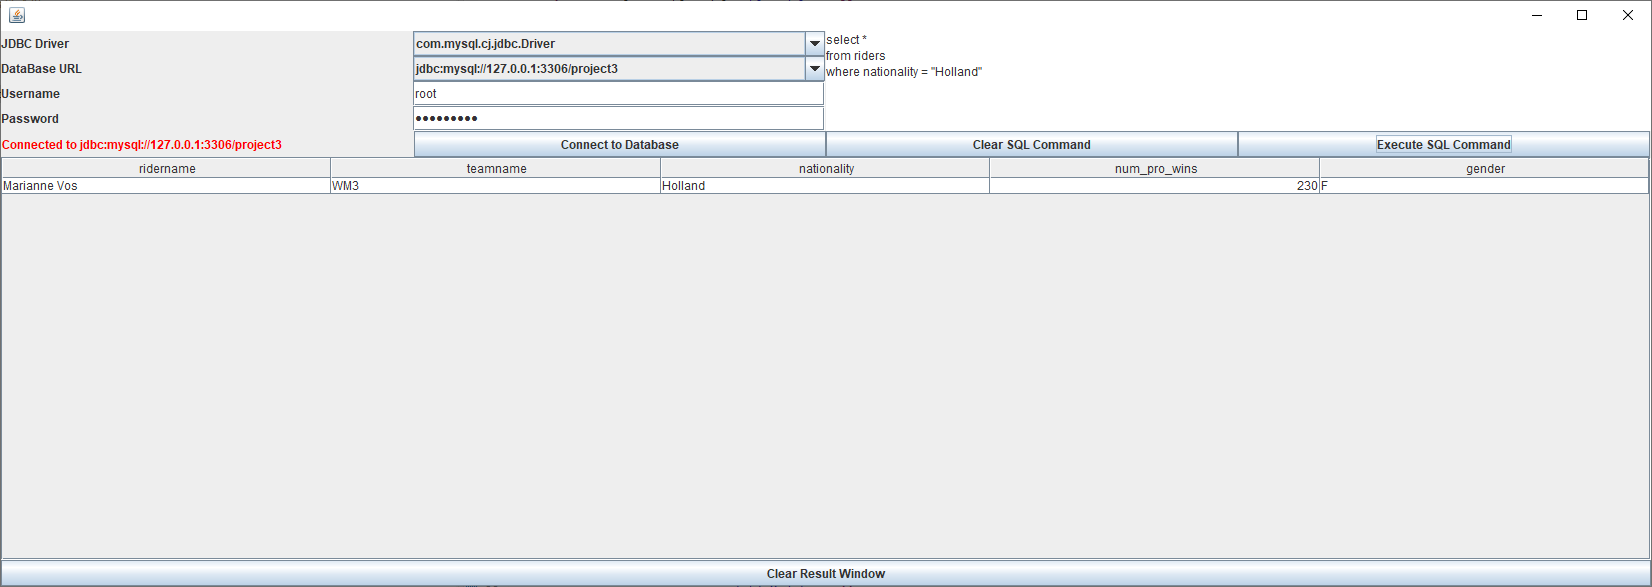 JDBC Driver com.mysql.cj.jdbc.Driver select *
from riders
DataBase URL jdbc:mysql://127.0.0.1:3306/project3
where nationality = "Holland"
Username root
Password •••••••••
Connected to jdbc:mysql://127.0.0.1:3306/project3 Connect to Database Clear SQL Command Execute SQL Command
ridername teamname nationality num_pro_wins gender
Marianne Vos WM3 Holland 230 F
Clear Result Window